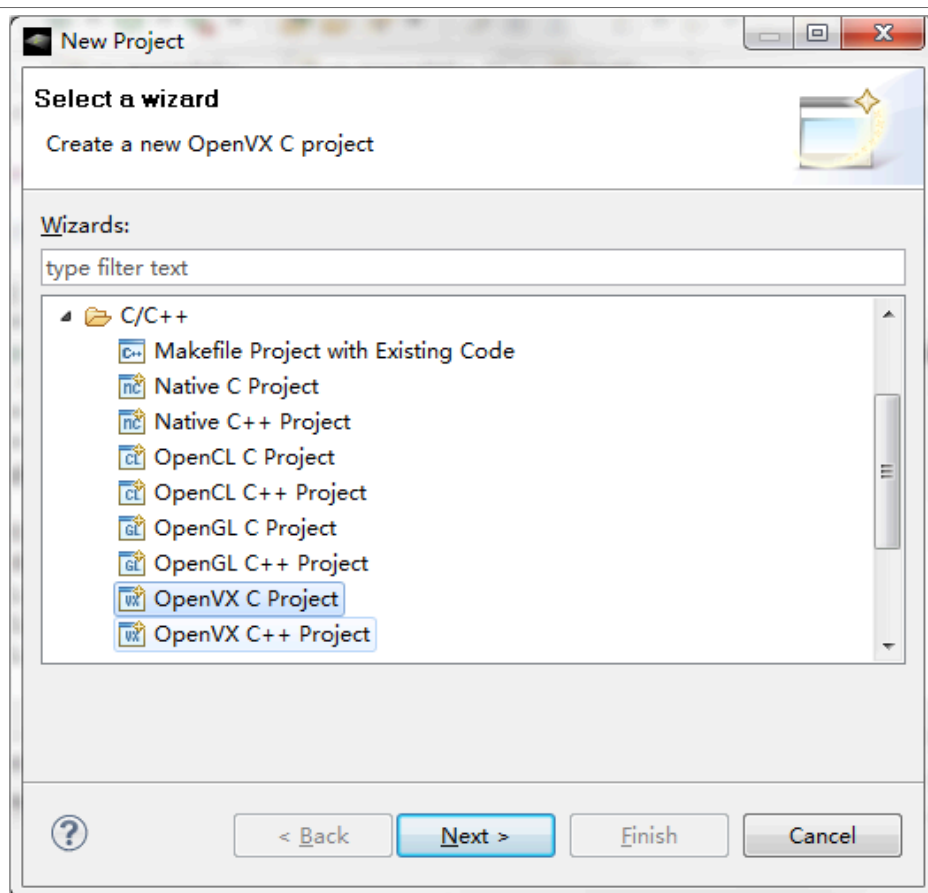 New Project
Select a wizard
Create a new OpenVX C project
Wizards:
type filter text
C/C++
Makefile Project with Existing Code
Native C Project
Native C++ Project
OpenCL C Project
OpenCL C++ Project
OpenGL C Project
OpenGL C++ Project
OpenVX C Project
OpenVX C++ Project
< Back Next > Finish Cancel